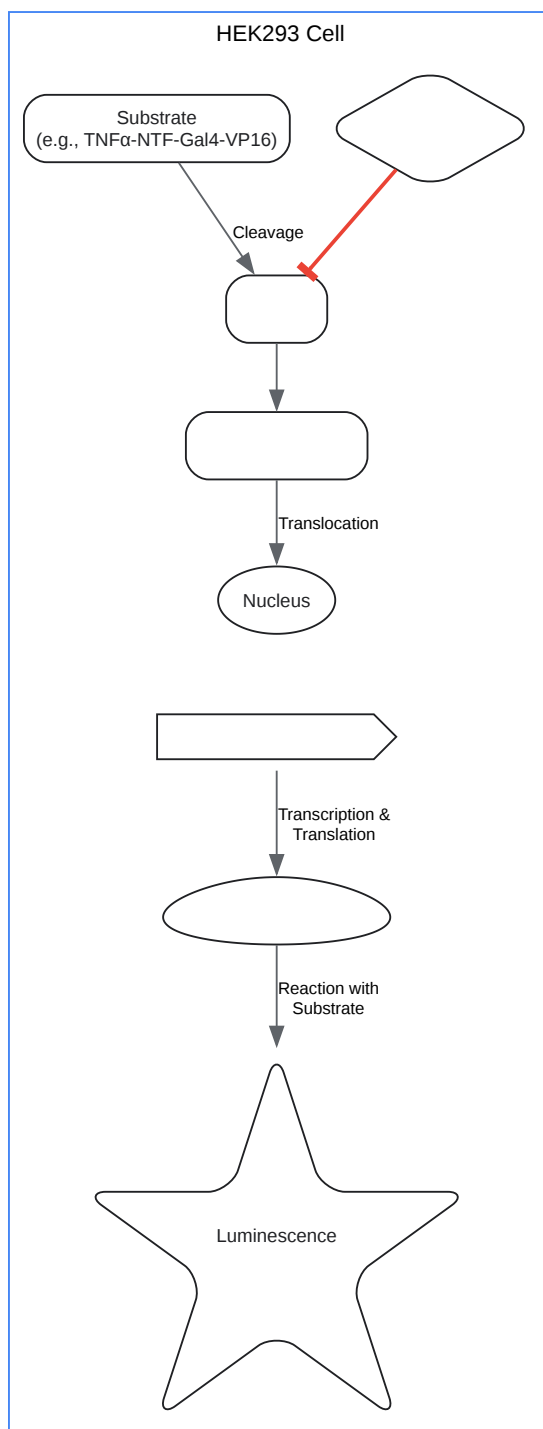 HEK293 Cell
Substrate
(e.g., TNFα-NTF-Gal4-VP16)
Cleavage
Translocation
Nucleus
Transcription &
Translation
Reaction with
Substrate
Luminescence